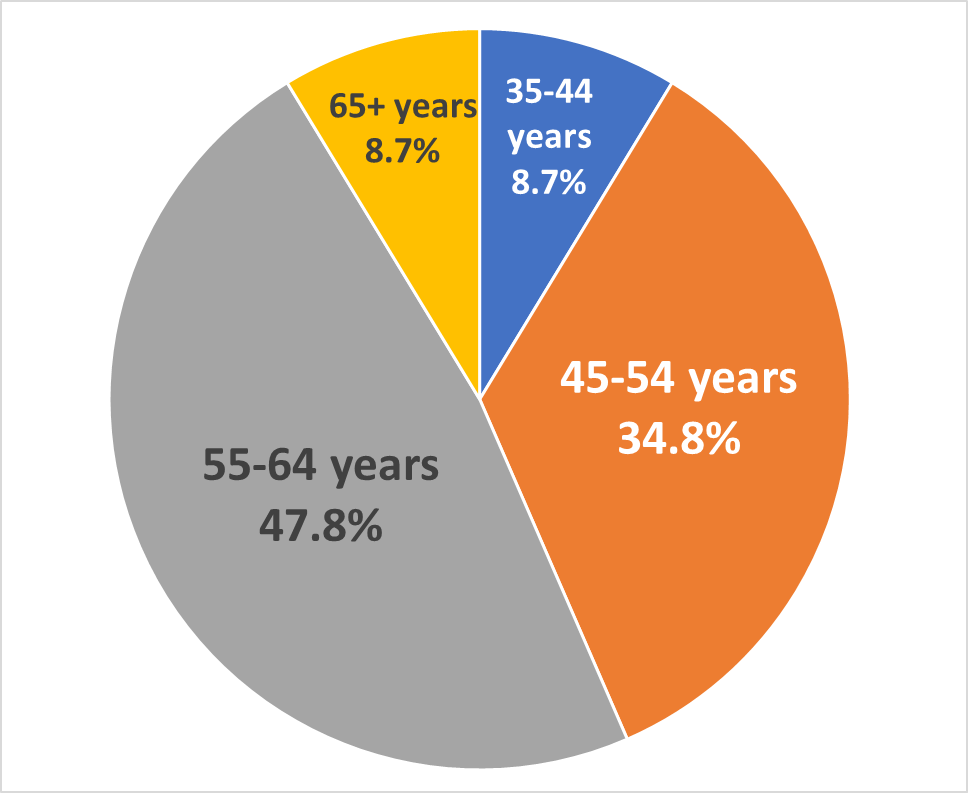 65+ years
8.7%
35-44
years
8.7%
45-54 years
34.8%
55-64 years
47.8%